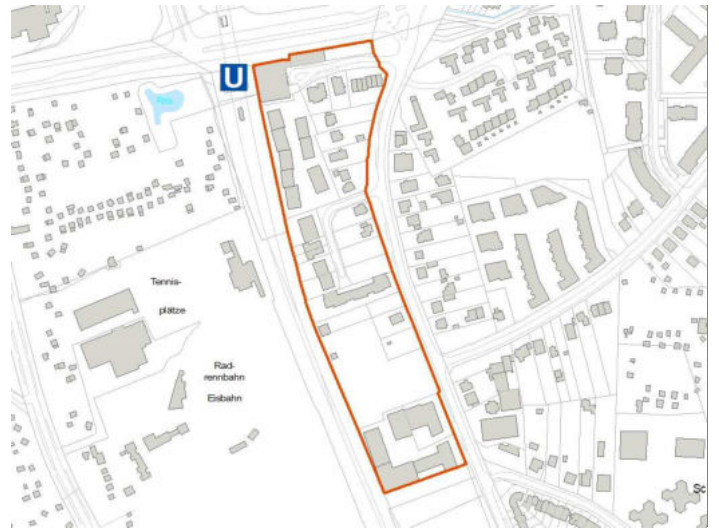 U
Tennis-
plätze
Rad-
rennbahn
Eisbahn
Sc